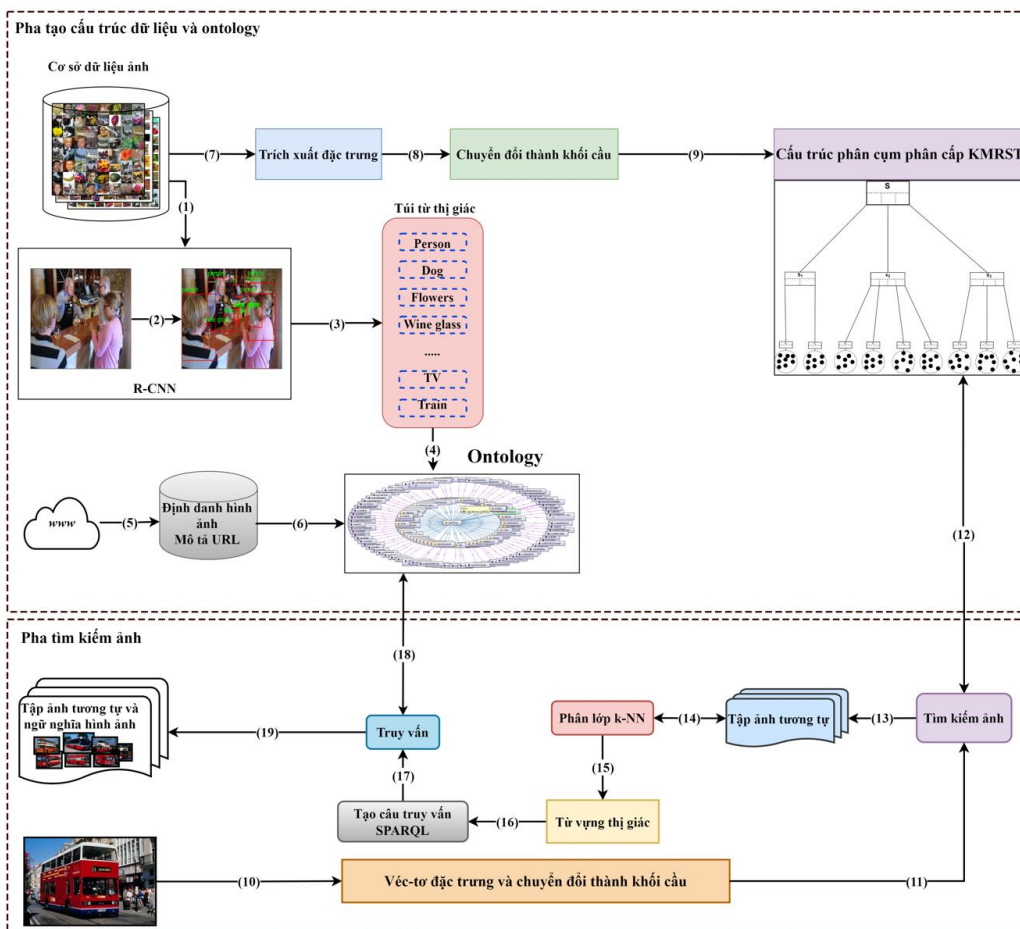 Pha tạo cấu trúc dữ liệu và ontology
Cơ sở dữ liệu ảnh
(7)
Trích xuất đặc trưng
(8)
Chuyển đổi thành khối cầu
(9)
Cấu trúc phân cụm phân cấp KMRST
S
(1)
(2)
R-CNN
(3)
Túi từ thị giác
Person
Dog
Flowers
Wine glass
.....
TV
Train
(4)
Ontology
www
(5)
Định danh hình
ảnh
Mô tả URL
(6)
(12)
Pha tìm kiếm ảnh
(18)
Tập ảnh tương tự và
ngữ nghĩa hình ảnh
(19)
Truy vấn
(17)
Phân lớp k-NN
(14)
Tập ảnh tương tự
(13)
Tìm kiếm ảnh
(15)
Tạo câu truy vấn
SPARQL
(16)
Từ vựng thị giác
(10)
Véc-tơ đặc trưng và chuyển đổi thành khối cầu
(11)